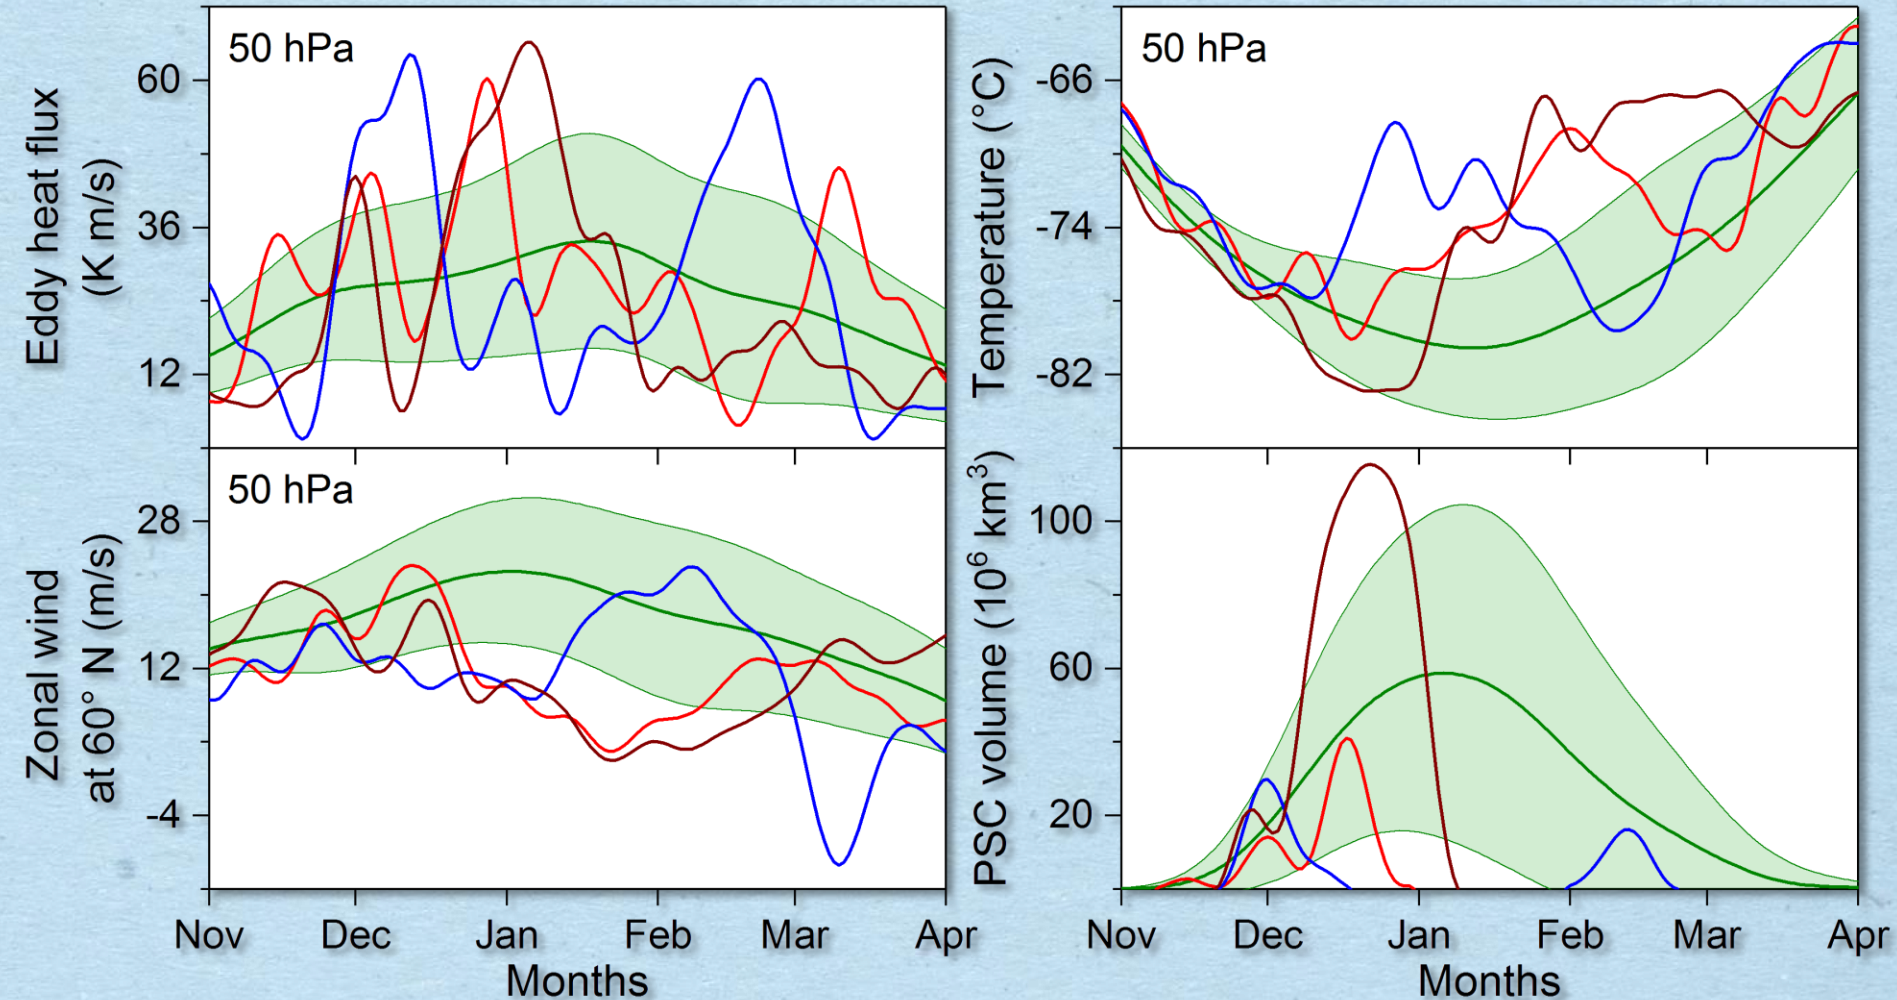 50 hPa
Eddy heat flux
(K m/s)
60
36
12
50 hPa
Temperature (°C)
-66
-74
-82
50 hPa
Zonal wind
at 60° N (m/s)
28
12
-4
Nov Dec Jan Feb Mar Apr
Months
PSC volume (10⁶ km³)
100
60
20
Nov Dec Jan Feb Mar Apr
Months